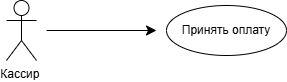 Принять оплату
Кассир